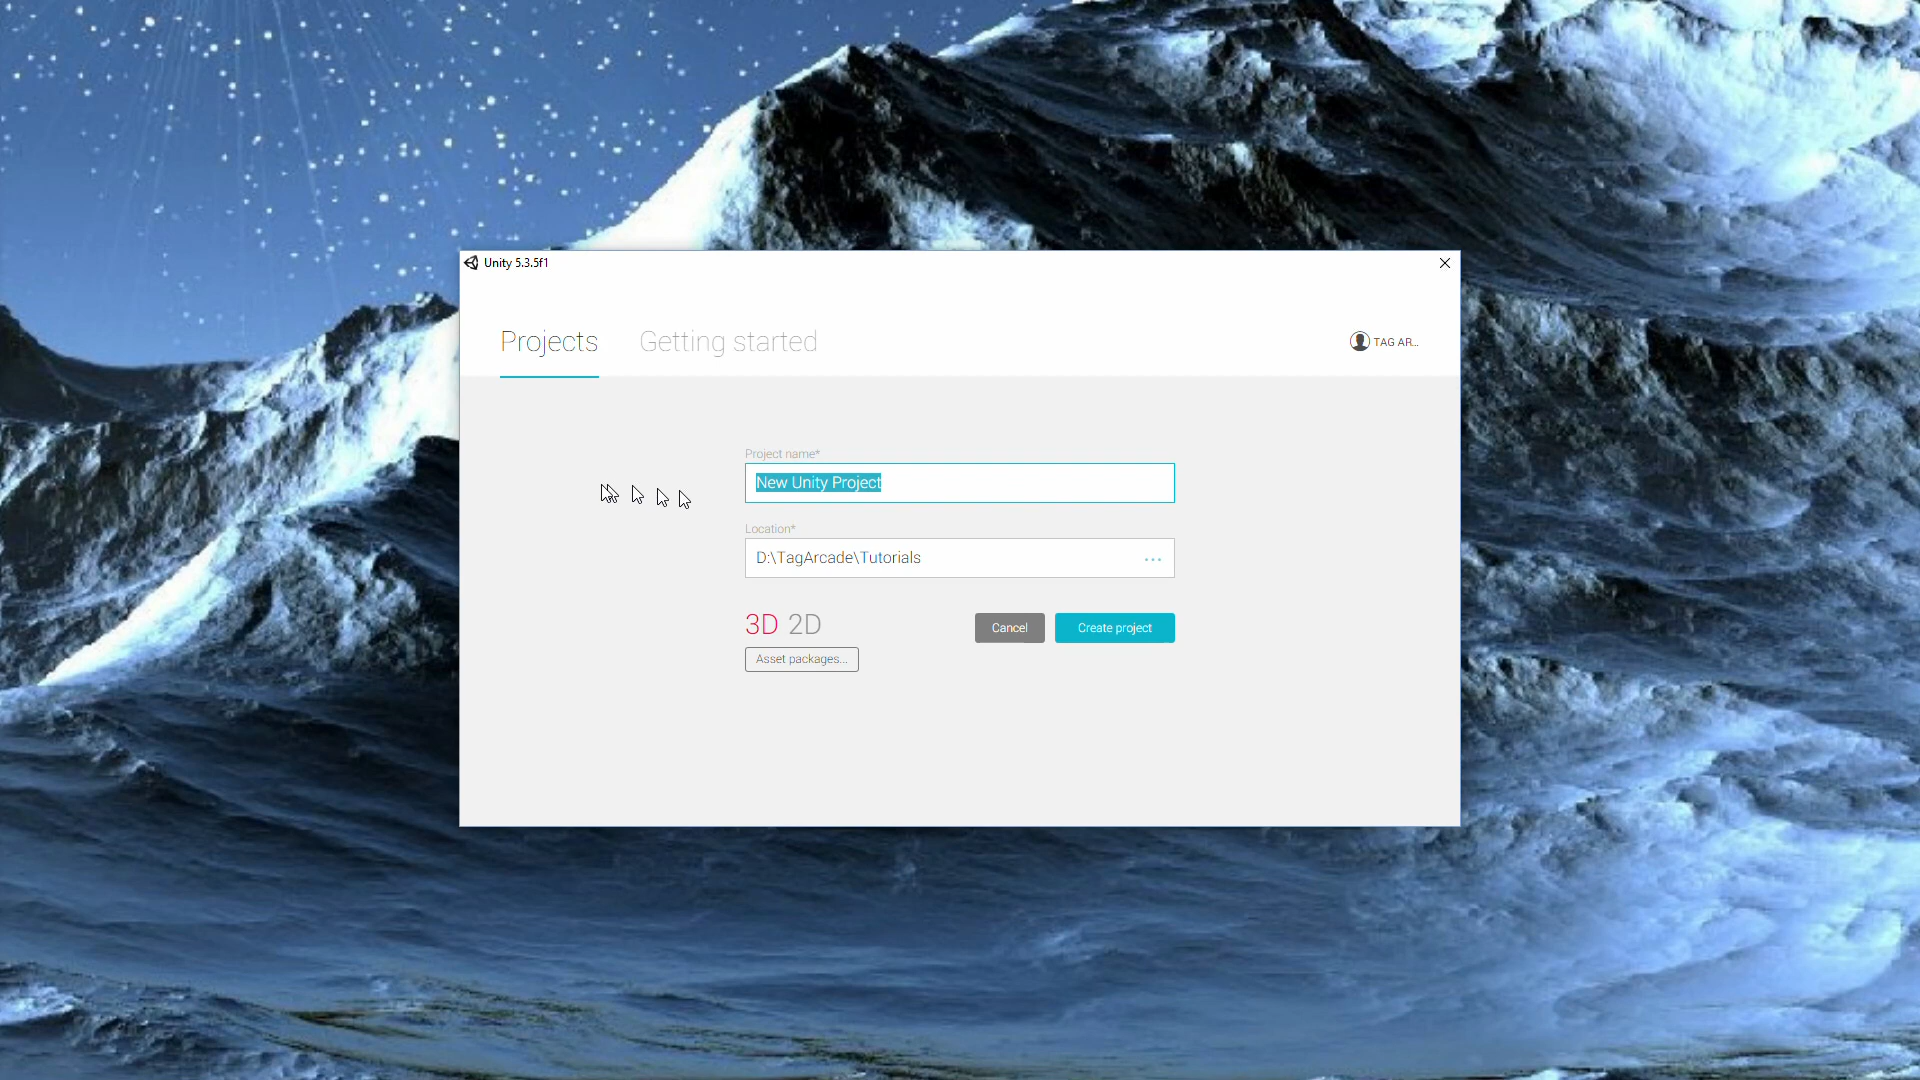 Unity 5.3.5f1
Projects
Getting started
TAG AR...
Project name*
New Unity Project
Location*
D:\TagArcade\Tutorials
...
3D 2D
Cancel
Create project
Asset packages...